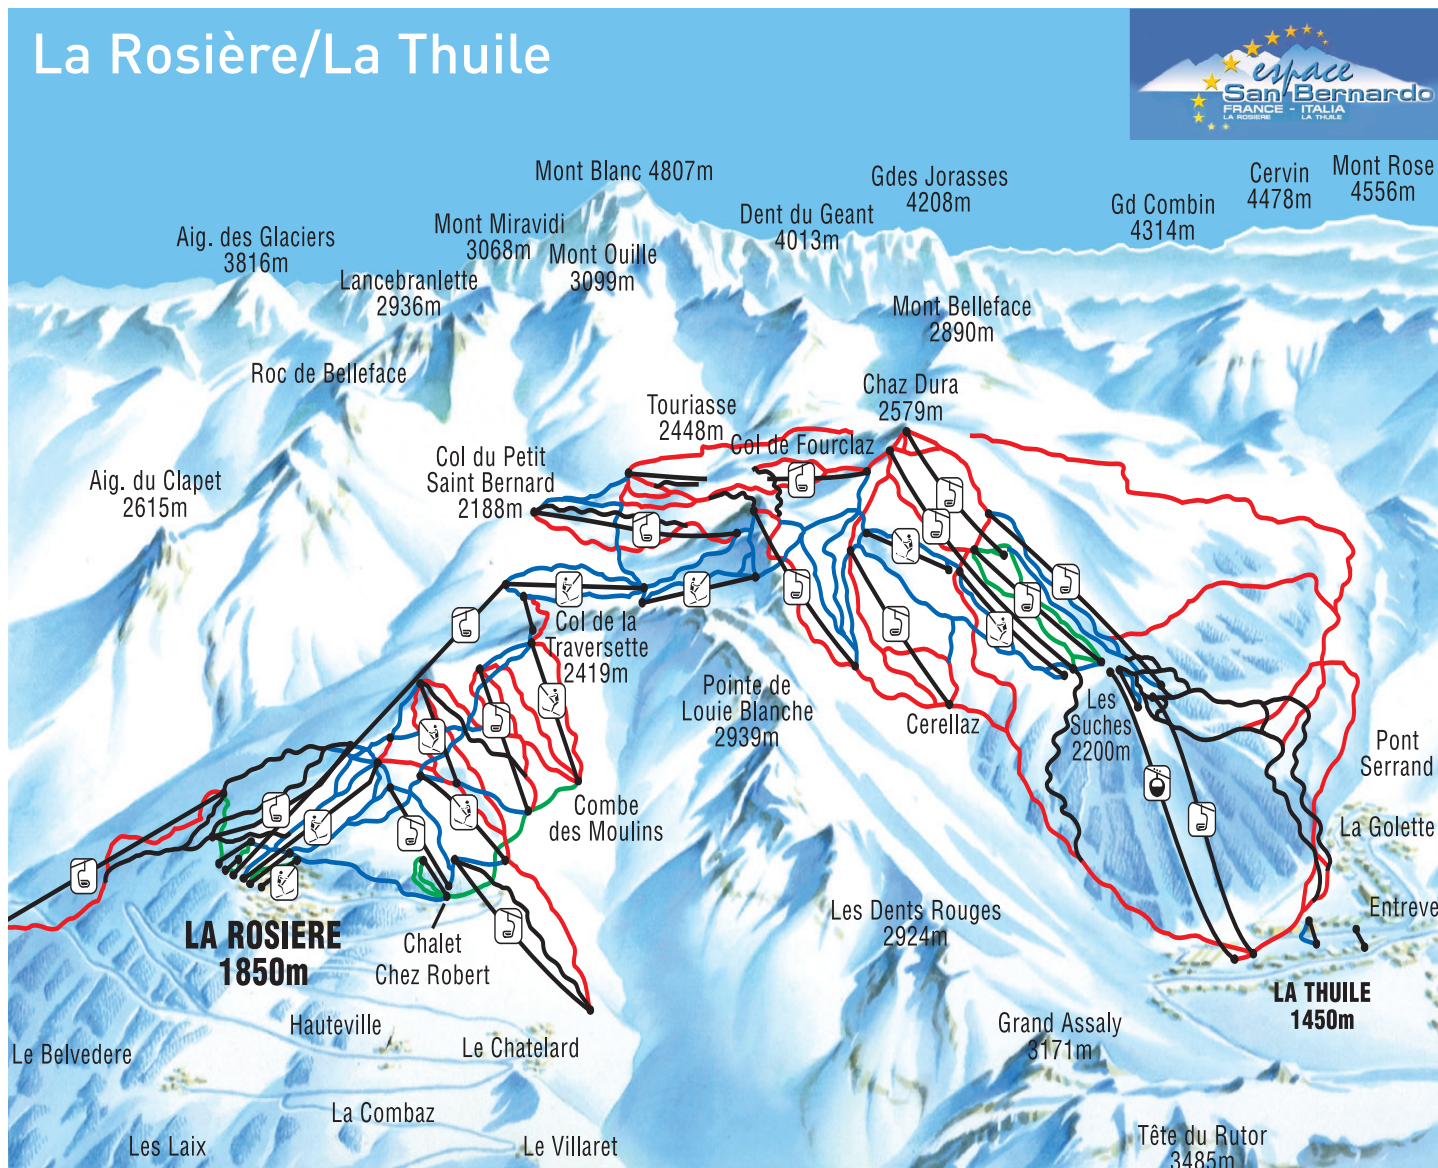 La Rosière/La Thuile
espace
San Bernardo
FRANCE - ITALIA
LA ROSIERE LA THUILE
Mont Blanc 4807m
Gdes Jorasses
4208m
Cervin
4478m
Mont Rose
4556m
Gd Combin
4314m
Dent du Geant
4013m
Mont Miravidi
3068m
Mont Ouille
3099m
Aig. des Glaciers
3816m
Lancebranlette
2936m
Mont Belleface
2890m
Roc de Belleface
Chaz Dura
2579m
Touriasse
2448m
Col de Fourclaz
Col du Petit
Saint Bernard
2188m
Aig. du Clapet
2615m
Col de la
Traversette
2419m
Pointe de
Louie Blanche
2939m
Cerellaz
Les
Suches
2200m
Pont
Serrand
La Golette
Combe
des Moulins
Entreve
Les Dents Rouges
2924m
LA ROSIERE
1850m
Chalet
Chez Robert
LA THUILE
1450m
Hauteville
Le Belvedere
Le Chatelard
Grand Assaly
3171m
La Combaz
Les Laix
Le Villaret
Tête du Rutor
3485m